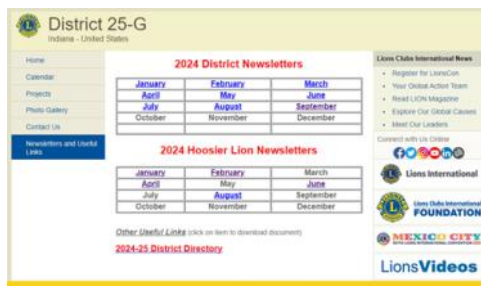 District 25-G
Indiana - United States
Home
Calendar
Projects
Photo Gallery
Contact Us
Newsletters and Useful Links
2024 District Newsletters
January February March
April May June
July August September
October November December
2024 Hoosier Lion Newsletters
January February March
April May June
July August September
October November December
Other Useful Links (click on item to download document)
2024-25 District Directory
Lions Clubs International News
Register for LionsCon
Your Global Action Team
Read LION Magazine
Explore Our Global Causes
Meet Our Leaders
Connect with Us Online
Lions International
Lions Clubs International
FOUNDATION
MEXICO CITY
LionsVideos